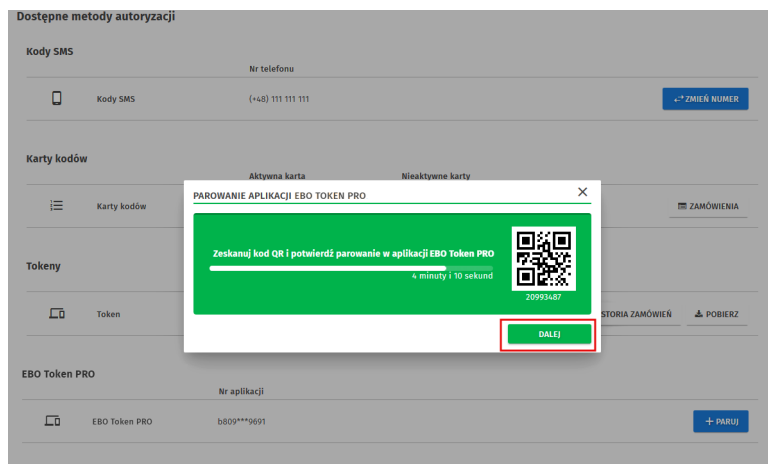 Dostępne metody autoryzacji
Kody SMS
Nr telefonu
Kody SMS
(+48) 111 111 111
ZMIEŃ NUMER
Karty kodów
Aktywna karta
Nieaktywne karty
Karty kodów
ZAMÓWIENIA
PAROWANIE APLIKACJI EBO TOKEN PRO
Zeskanuj kod QR i potwierdź parowanie w aplikacji EBO Token PRO
4 minuty i 10 sekund
20993487
DALEJ
Tokeny
Token
STORIA ZAMÓWIEŃ
POBIERZ
EBO Token PRO
Nr aplikacji
EBO Token PRO
b809***9691
+ PARUJ